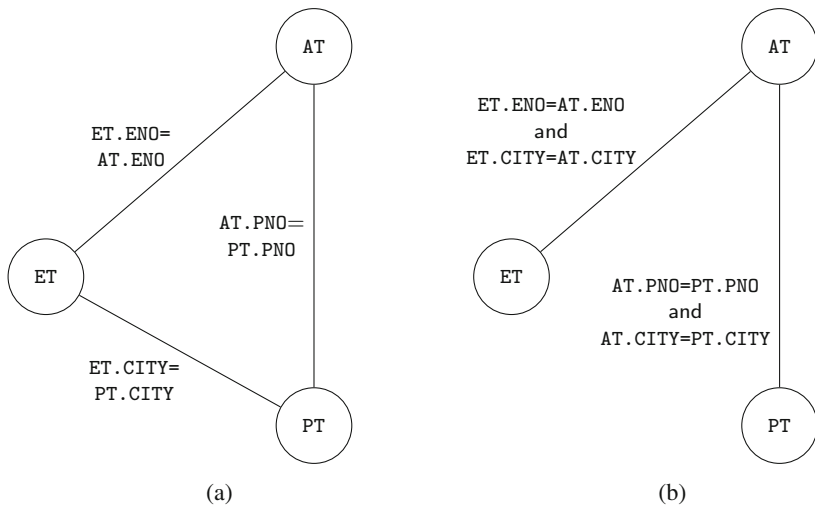 AT
ET.ENO=
AT.ENO
AT.PNO=
PT.PNO
ET
ET.CITY=
PT.CITY
PT
(a)
AT
ET.ENO=AT.ENO
and
ET.CITY=AT.CITY
ET
AT.PNO=PT.PNO
and
AT.CITY=PT.CITY
PT
(b)